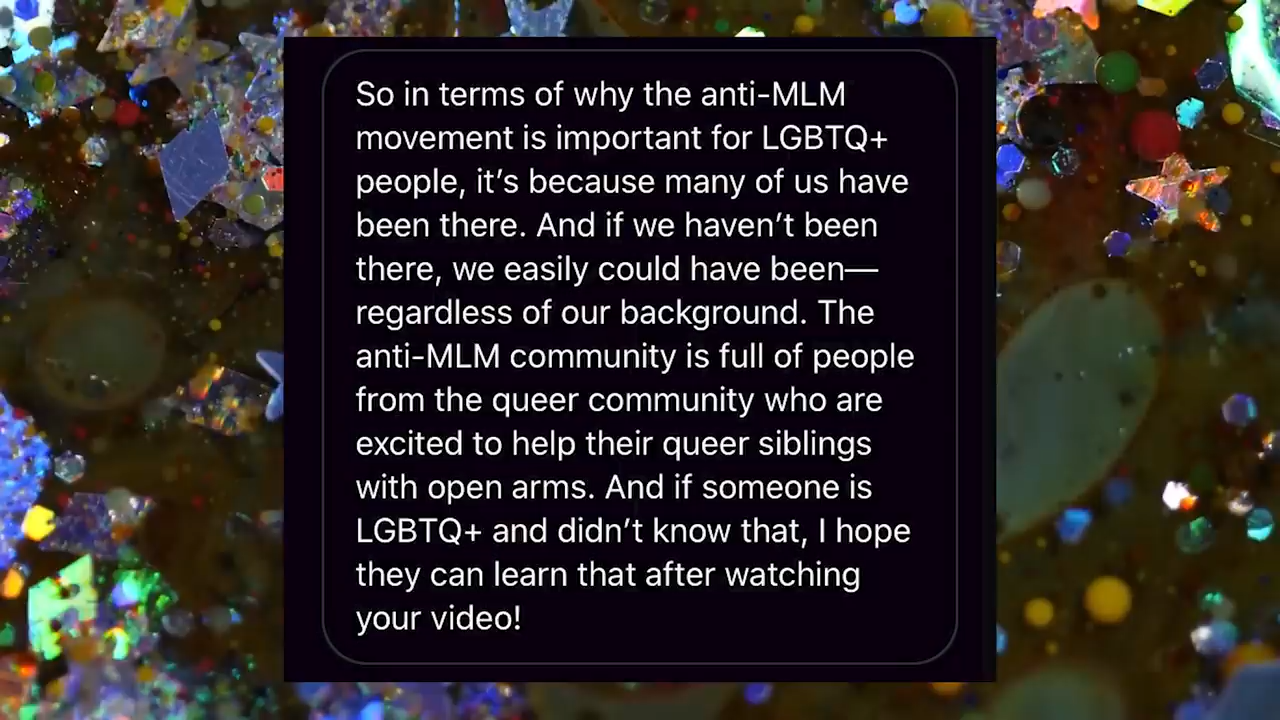 So in terms of why the anti-MLM
movement is important for LGBTQ+
people, it’s because many of us have
been there. And if we haven’t been
there, we easily could have been—
regardless of our background. The
anti-MLM community is full of people
from the queer community who are
excited to help their queer siblings
with open arms. And if someone is
LGBTQ+ and didn’t know that, I hope
they can learn that after watching
your video!